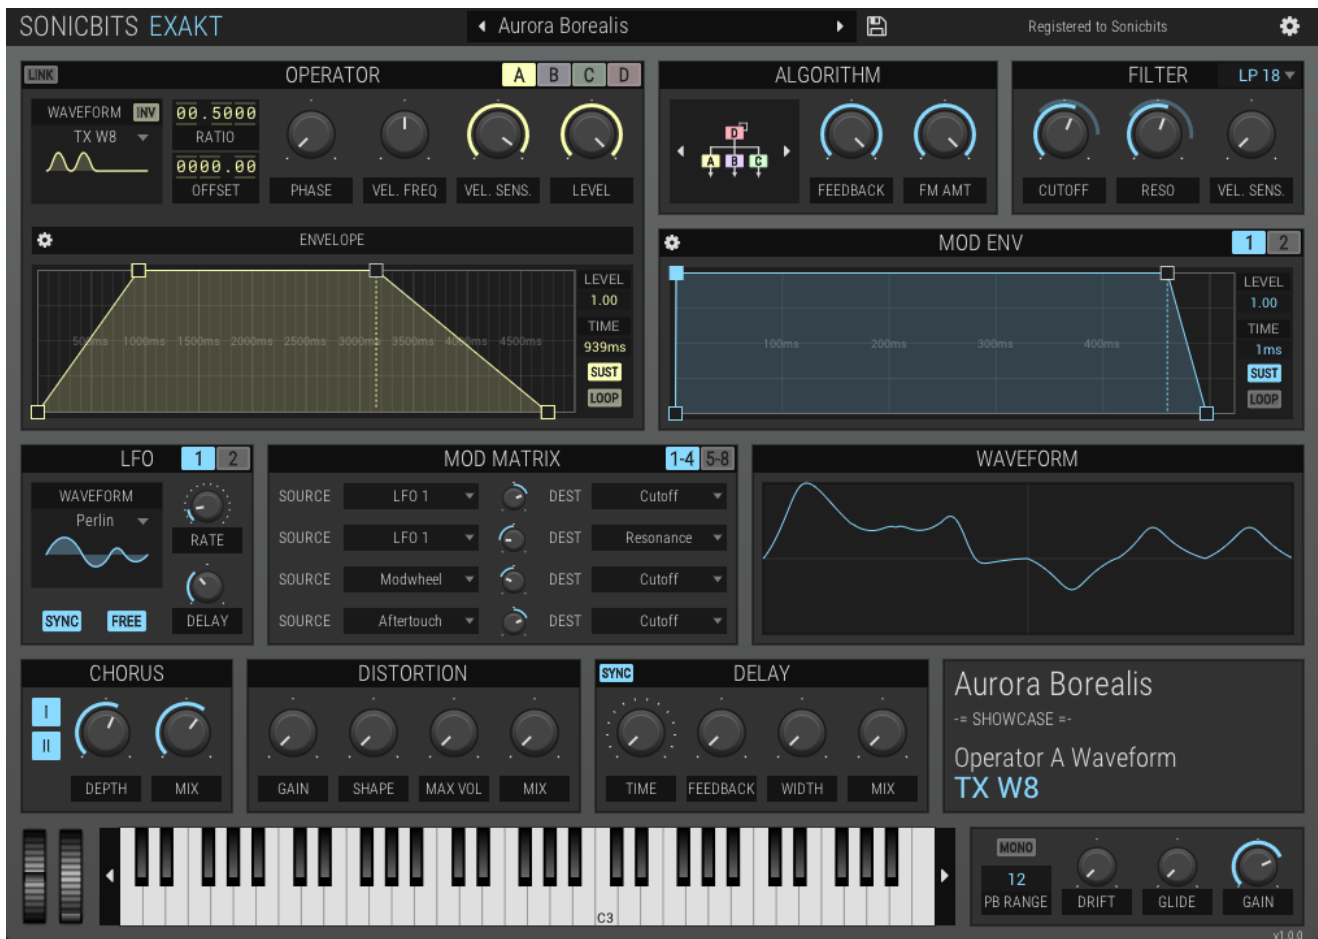 SONICBITS EXAKT
Aurora Borealis
Registered to Sonicbits
LINK
OPERATOR
A B C D
WAVEFORM INV
TX W8
00.5000
RATIO
0000.00
OFFSET
PHASE
VEL. FREQ
VEL. SENS.
LEVEL
ENVELOPE
500ms 1000ms 1500ms 2000ms 2500ms 3000ms 3500ms 4000ms 4500ms
LEVEL
1.00
TIME
939ms
SUST
LOOP
ALGORITHM
D
A B C
FEEDBACK
FM AMT
FILTER
LP 18
CUTOFF
RESO
VEL. SENS.
MOD ENV
1 2
100ms 200ms 300ms 400ms
LEVEL
1.00
TIME
1ms
SUST
LOOP
LFO
1 2
WAVEFORM
Perlin
RATE
SYNC
FREE
DELAY
MOD MATRIX
1-4 5-8
SOURCE LFO 1 DEST Cutoff
SOURCE LFO 1 DEST Resonance
SOURCE Modwheel DEST Cutoff
SOURCE Aftertouch DEST Cutoff
WAVEFORM
CHORUS
I
II
DEPTH
MIX
DISTORTION
GAIN
SHAPE
MAX VOL
MIX
SYNC
DELAY
TIME
FEEDBACK
WIDTH
MIX
Aurora Borealis
-= SHOWCASE =-
Operator A Waveform
TX W8
C3
MONO
12
PB RANGE
DRIFT
GLIDE
GAIN
v1.0.0